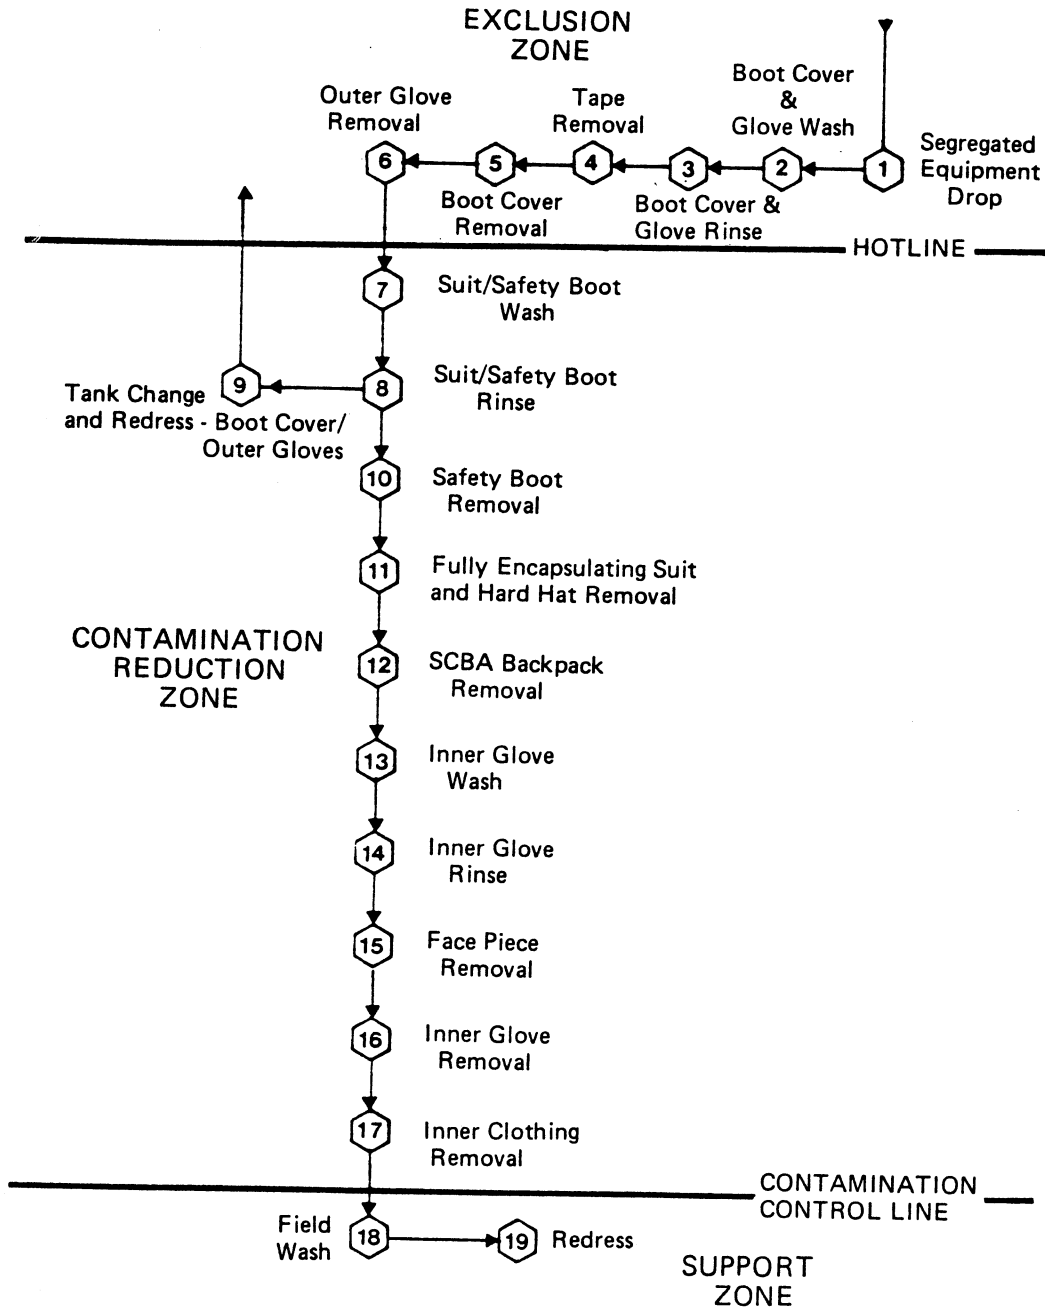 EXCLUSION
ZONE
Boot Cover
&
Glove Wash
Outer Glove
Removal
Tape
Removal
Segregated
Equipment
Drop
6
5
4
3
2
1
Boot Cover
Removal
Boot Cover &
Glove Rinse
HOTLINE
7
Suit/Safety Boot
Wash
8
Suit/Safety Boot
Rinse
9
Tank Change
and Redress - Boot Cover/
Outer Gloves
10
Safety Boot
Removal
11
Fully Encapsulating Suit
and Hard Hat Removal
CONTAMINATION
REDUCTION
ZONE
12
SCBA Backpack
Removal
13
Inner Glove
Wash
14
Inner Glove
Rinse
15
Face Piece
Removal
16
Inner Glove
Removal
17
Inner Clothing
Removal
CONTAMINATION
CONTROL LINE
Field
Wash
18
19
Redress
SUPPORT
ZONE